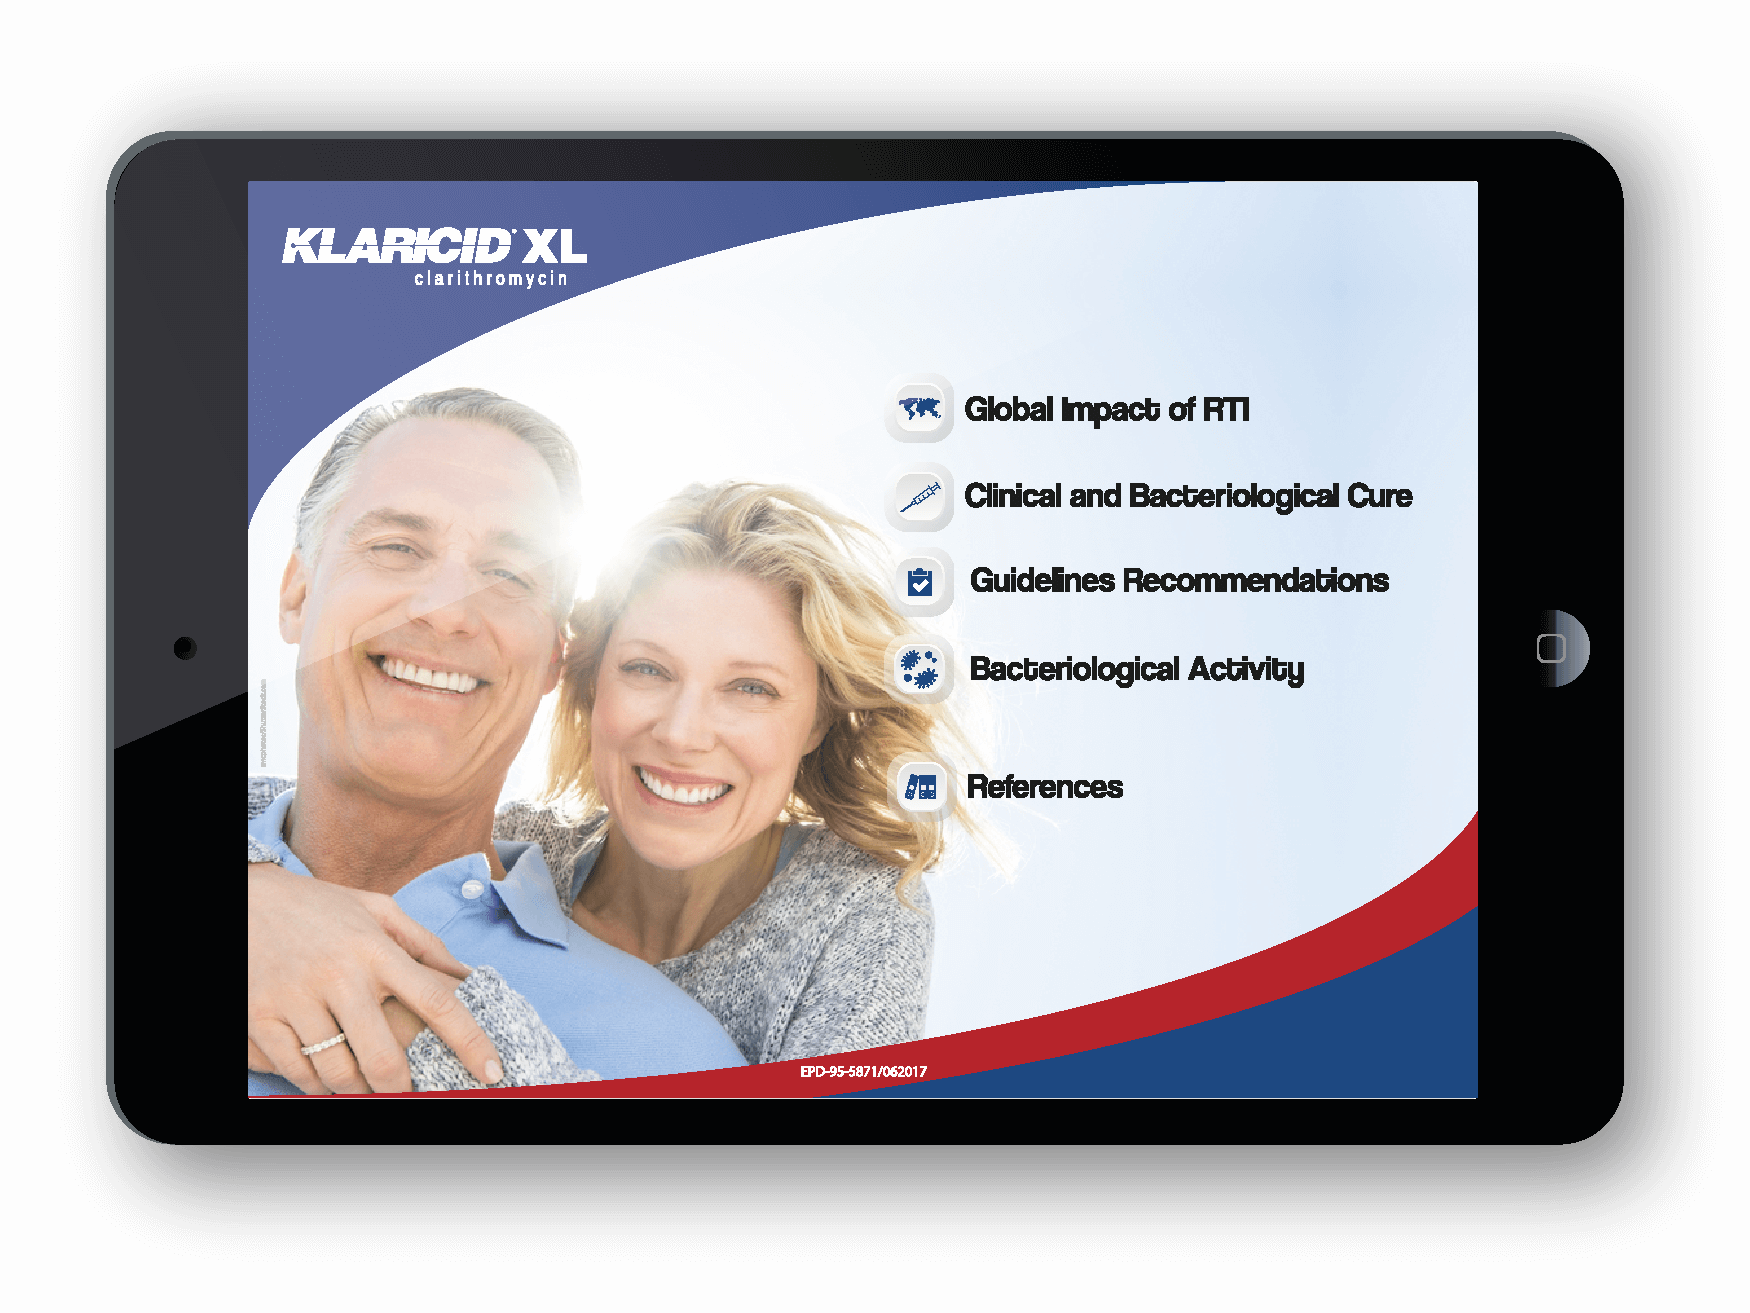 KLARICID® XL
clarithromycin
Global Impact of RTI
Clinical and Bacteriological Cure
Guidelines Recommendations
Bacteriological Activity
References
EPD-95-5871/062017